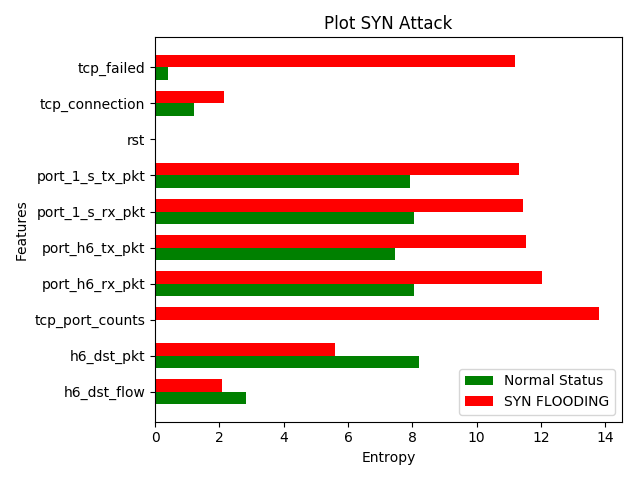 Plot SYN Attack
Features
tcp_failed
tcp_connection
rst
port_1_s_tx_pkt
port_1_s_rx_pkt
port_h6_tx_pkt
port_h6_rx_pkt
tcp_port_counts
h6_dst_pkt
h6_dst_flow
Normal Status
SYN FLOODING
0 2 4 6 8 10 12 14
Entropy